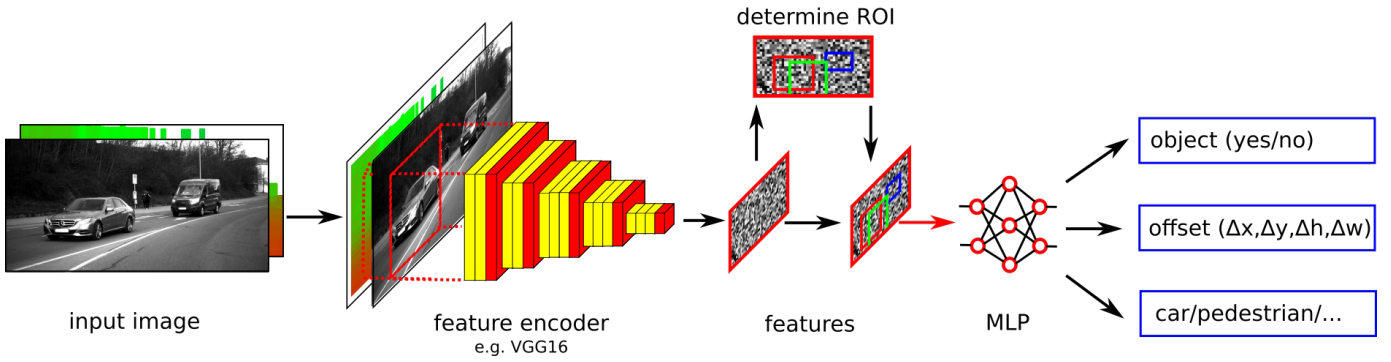 determine ROI
input image
feature encoder
e.g. VGG16
features
MLP
object (yes/no)
offset (Δx,Δy,Δh,Δw)
car/pedestrian/...